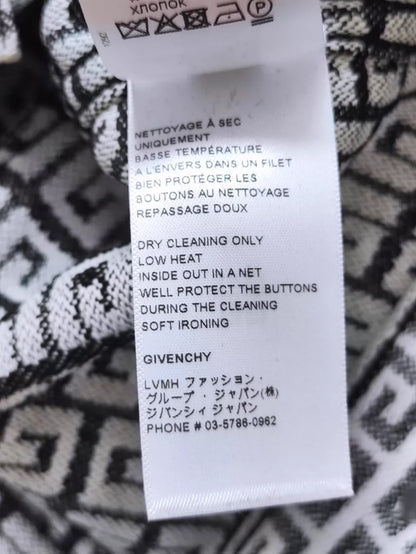 ХЛОПОК
NETTOYAGE À SEC
UNIQUEMENT
BASSE TEMPÉRATURE
A L'ENVERS DANS UN FILET
BIEN PROTÉGER LES
BOUTONS AU NETTOYAGE
REPASSAGE DOUX
DRY CLEANING ONLY
LOW HEAT
INSIDE OUT IN A NET
WELL PROTECT THE BUTTONS
DURING THE CLEANING
SOFT IRONING
GIVENCHY
LVMH ファッション・
グループ・ジャパン(株)
ジバンシィ ジャパン
PHONE # 03-5786-0962